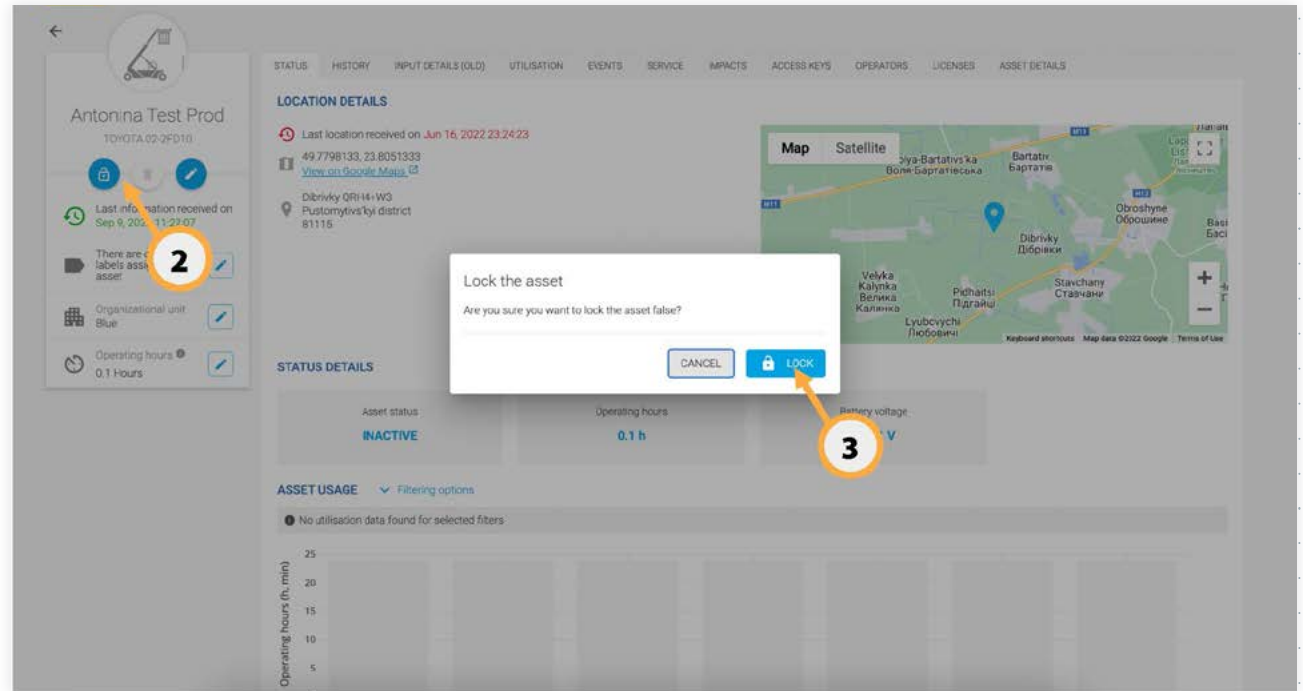 STATUS HISTORY INPUT DETAILS (OLD) UTILISATION EVENTS SERVICE IMPACTS ACCESS KEYS OPERATORS LICENSES ASSET DETAILS
Antonina Test Prod
TOYOTA 02-2FD10
Last information received on
Sep 9, 11:27:07
2
There are
labels
asset
Organizational unit
Blue
Operating hours
0.1 Hours
LOCATION DETAILS
Last location received on Jun 16, 2022 23:24:23
49.7798133, 23.8051333
View on Google Maps
Dibrivky QRH4+W3
Pustomytivs'kyi district
81115
Map Satellite
Воля-Бартатівська
Bartativ
Бартатів
H11
Obroshyne
Оброшине
Dibrivky
Дібрівки
Velyka
Kalynka
Велика
Калинка
Pidhaitsi
Підгайці
Stavchany
Ставчани
Lyubovychi
Любовичі
+
−
Keyboard shortcuts Map data ©2022 Google Terms of Use
Lock the asset
Are you sure you want to lock the asset false?
CANCEL LOCK
3
STATUS DETAILS
Asset status
INACTIVE
Operating hours
0.1 h
Battery voltage
V
ASSET USAGE Filtering options
No utilisation data found for selected filters
Operating hours (h, min)
25
20
15
10
5